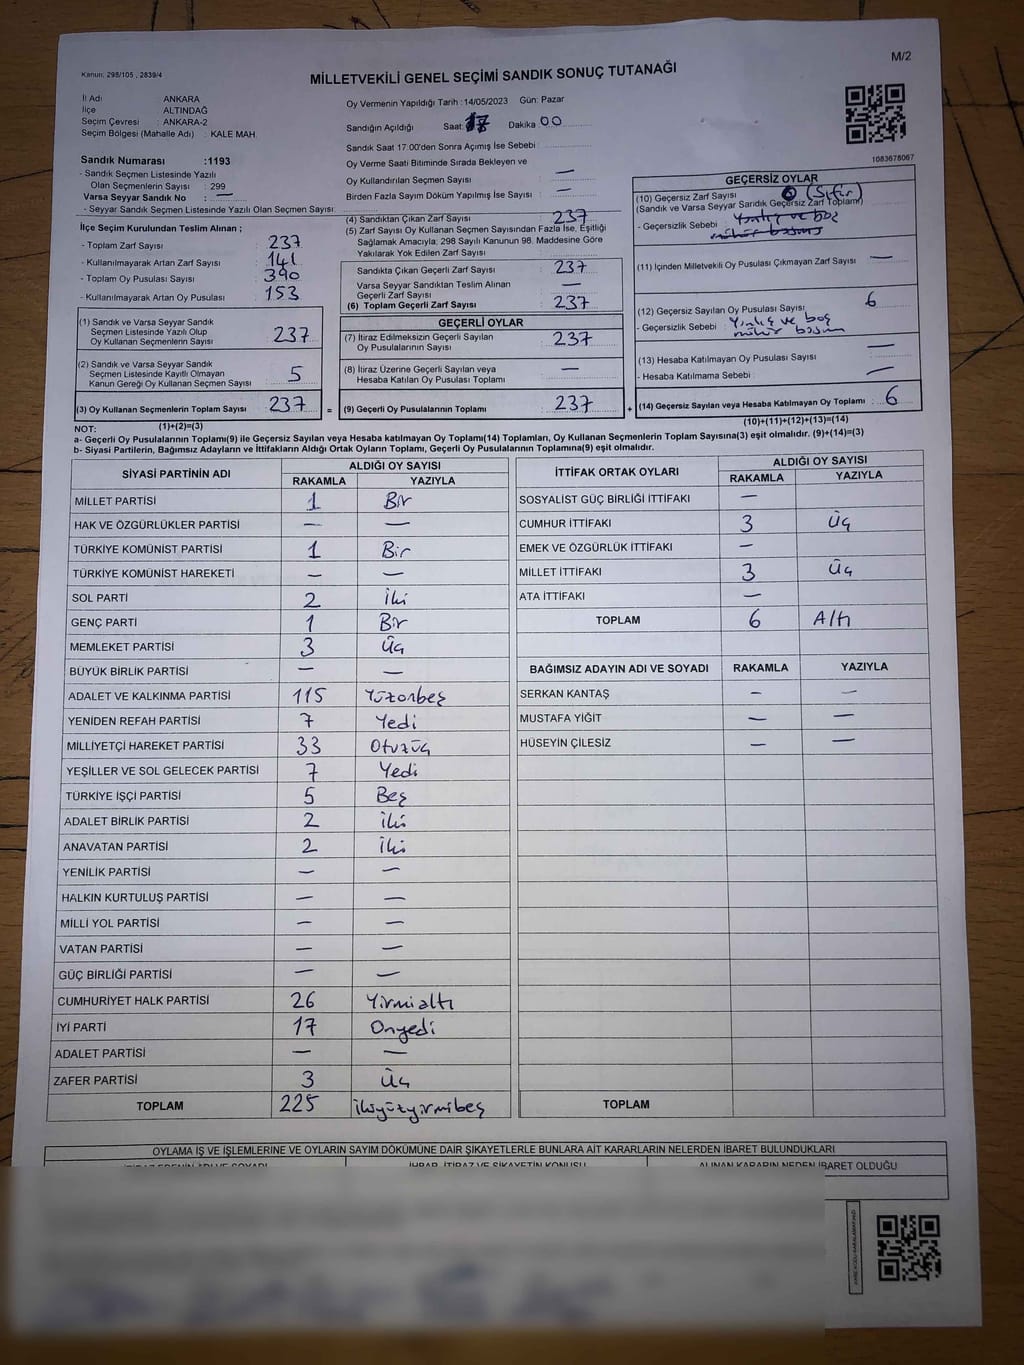 M/2
Kanun: 298/105 , 2839/4
MİLLETVEKİLİ GENEL SEÇİMİ SANDIK SONUÇ TUTANAĞI
İl Adı ANKARA
İlçe ALTINDAĞ
Seçim Çevresi : ANKARA-2
Seçim Bölgesi (Mahalle Adı) : KALE MAH.
Oy Vermenin Yapıldığı Tarih :14/05/2023 Gün: Pazar
Sandığın Açıldığı Saat: 17 Dakika 00
Sandık Saat 17:00'den Sonra Açımış İse Sebebi :
Oy Verme Saati Bitiminde Sırada Bekleyen ve
Oy Kullandırılan Seçmen Sayısı —
Birden Fazla Sayım Döküm Yapılmış İse Sayısı : —
1083678067
Sandık Numarası :1193
- Sandık Seçmen Listesinde Yazılı
Olan Seçmenlerin Sayısı : 299
Varsa Seyyar Sandık No : —
- Seyyar Sandık Seçmen Listesinde Yazılı Olan Seçmen Sayısı
İlçe Seçim Kurulundan Teslim Alınan ;
- Toplam Zarf Sayısı : 237
- Kullanılmayarak Artan Zarf Sayısı : 141
- Toplam Oy Pusulası Sayısı : 390
- Kullanılmayarak Artan Oy Pusulası : 153
(1) Sandık ve Varsa Seyyar Sandık
Seçmen Listesinde Yazılı Olup
Oy Kullanan Seçmenlerin Sayısı 237
(2) Sandık ve Varsa Seyyar Sandık
Seçmen Listesinde Kayıtlı Olmayan
Kanun Gereği Oy Kullanan Seçmen Sayısı 5
(3) Oy Kullanan Seçmenlerin Toplam Sayısı 237 =
(1)+(2)=(3)
(4) Sandıktan Çıkan Zarf Sayısı : 237
(5) Zarf Sayısı Oy Kullanan Seçmen Sayısından Fazla İse, Eşitliği
Sağlamak Amacıyla; 298 Sayılı Kanunun 98. Maddesine Göre
Yakılarak Yok Edilen Zarf Sayısı :
Sandıkta Çıkan Geçerli Zarf Sayısı : 237
Varsa Seyyar Sandıktan Teslim Alınan
Geçerli Zarf Sayısı : —
(6) Toplam Geçerli Zarf Sayısı : 237
GEÇERLİ OYLAR
(7) İtiraz Edilmeksizin Geçerli Sayılan
Oy Pusulalarının Sayısı : 237
(8) İtiraz Üzerine Geçerli Sayılan veya
Hesaba Katılan Oy Pusulası Toplamı —
(9) Geçerli Oy Pusulalarının Toplamı 237 +
GEÇERSİZ OYLAR
(10) Geçersiz Zarf Sayısı 0 (Sıfır)
(Sandık ve Varsa Seyyar Sandık Geçersiz Zarf Toplamı)
- Geçersizlik Sebebi : Yanlış ve boş
mühür basımı
(11) İçinden Milletvekili Oy Pusulası Çıkmayan Zarf Sayısı —
(12) Geçersiz Sayılan Oy Pusulası Sayısı 6
- Geçersizlik Sebebi : Yanlış ve boş
mühür basım
(13) Hesaba Katılmayan Oy Pusulası Sayısı —
- Hesaba Katılmama Sebebi : —
(14) Geçersiz Sayılan veya Hesaba Katılmayan Oy Toplamı : 6
(10)+(11)+(12)+(13)=(14)
NOT:
a- Geçerli Oy Pusulalarının Toplamı(9) ile Geçersiz Sayılan veya Hesaba katılmayan Oy Toplamı(14) Toplamları, Oy Kullanan Seçmenlerin Toplam Sayısına(3) eşit olmalıdır. (9)+(14)=(3)
b- Siyasi Partilerin, Bağımsız Adayların ve İttifakların Aldığı Ortak Oyların Toplamı, Geçerli Oy Pusulalarının Toplamına(9) eşit olmalıdır.
SİYASİ PARTİNİN ADI ALDIĞI OY SAYISI
RAKAMLA YAZIYLA
MİLLET PARTİSİ 1 Bir
HAK VE ÖZGÜRLÜKLER PARTİSİ — —
TÜRKİYE KOMÜNİST PARTİSİ 1 Bir
TÜRKİYE KOMÜNİST HAREKETİ — —
SOL PARTİ 2 İki
GENÇ PARTİ 1 Bir
MEMLEKET PARTİSİ 3 Üç
BÜYÜK BİRLİK PARTİSİ — —
ADALET VE KALKINMA PARTİSİ 115 Yüzonbeş
YENİDEN REFAH PARTİSİ 7 Yedi
MİLLİYETÇİ HAREKET PARTİSİ 33 Otuzüç
YEŞİLLER VE SOL GELECEK PARTİSİ 7 Yedi
TÜRKİYE İŞÇİ PARTİSİ 5 Beş
ADALET BİRLİK PARTİSİ 2 İki
ANAVATAN PARTİSİ 2 İki
YENİLİK PARTİSİ — —
HALKIN KURTULUŞ PARTİSİ — —
MİLLİ YOL PARTİSİ — —
VATAN PARTİSİ — —
GÜÇ BİRLİĞİ PARTİSİ — —
CUMHURİYET HALK PARTİSİ 26 Yirmialtı
İYİ PARTİ 17 Onyedi
ADALET PARTİSİ — —
ZAFER PARTİSİ 3 Üç
TOPLAM 225 İkiyüzyirmibeş
İTTİFAK ORTAK OYLARI ALDIĞI OY SAYISI
RAKAMLA YAZIYLA
SOSYALİST GÜÇ BİRLİĞİ İTTİFAKI —
CUMHUR İTTİFAKI 3 Üç
EMEK VE ÖZGÜRLÜK İTTİFAKI —
MİLLET İTTİFAKI 3 Üç
ATA İTTİFAKI —
TOPLAM 6 Altı
BAĞIMSIZ ADAYIN ADI VE SOYADI RAKAMLA YAZIYLA
SERKAN KANTAŞ — —
MUSTAFA YİĞİT — —
HÜSEYİN ÇİLESİZ — —
TOPLAM
OYLAMA İŞ VE İŞLEMLERİNE VE OYLARIN SAYIM DÖKÜMÜNE DAİR ŞİKAYETLERLE BUNLARA AİT KARARLARIN NELERDEN İBARET BULUNDUKLARI
İTİRAZ EDENİN ADI VE SOYADI İHBAR, İTİRAZ VE ŞİKAYETİN KONUSU ALINAN KARARIN NEDEN İBARET OLDUĞU